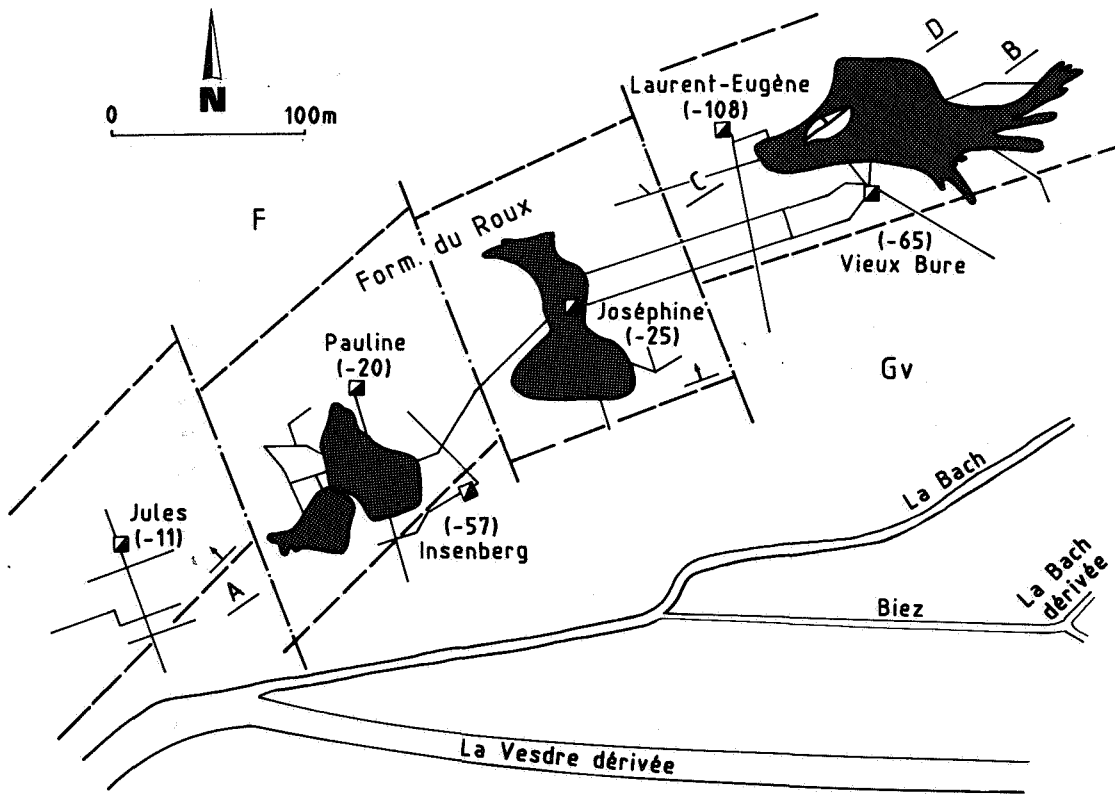 N
0 100m
D
B
Laurent-Eugène
(-108)
C
F
Form. du Roux
(-65)
Vieux Bure
Joséphine
(-25)
Pauline
(-20)
Gv
La Bach
Jules
(-11)
(-57)
Insenberg
A
Biez
La Bach
dérivée
La Vesdre dérivée